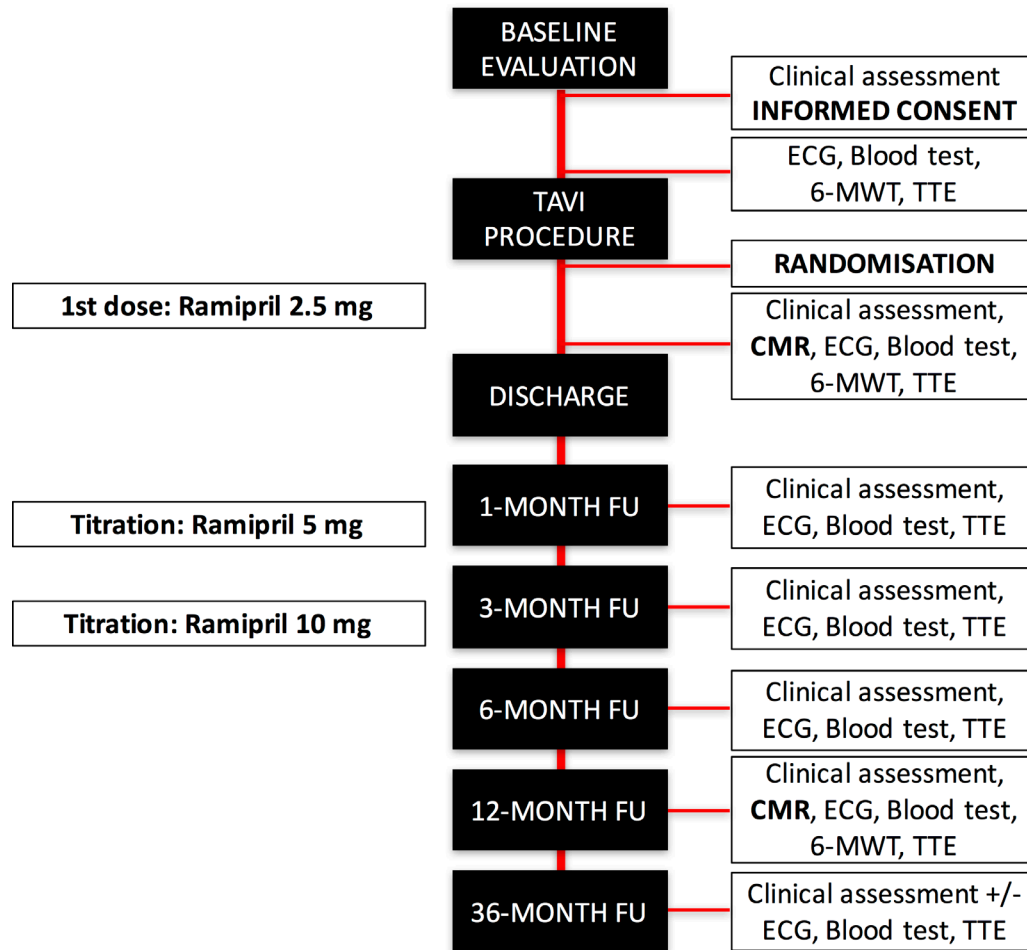 BASELINE
EVALUATION
Clinical assessment
INFORMED CONSENT
ECG, Blood test,
6-MWT, TTE
TAVI
PROCEDURE
RANDOMISATION
1st dose: Ramipril 2.5 mg
Clinical assessment,
CMR, ECG, Blood test,
6-MWT, TTE
DISCHARGE
1-MONTH FU
Clinical assessment,
ECG, Blood test, TTE
Titration: Ramipril 5 mg
3-MONTH FU
Clinical assessment,
ECG, Blood test, TTE
Titration: Ramipril 10 mg
6-MONTH FU
Clinical assessment,
ECG, Blood test, TTE
12-MONTH FU
Clinical assessment,
CMR, ECG, Blood test,
6-MWT, TTE
36-MONTH FU
Clinical assessment +/-
ECG, Blood test, TTE